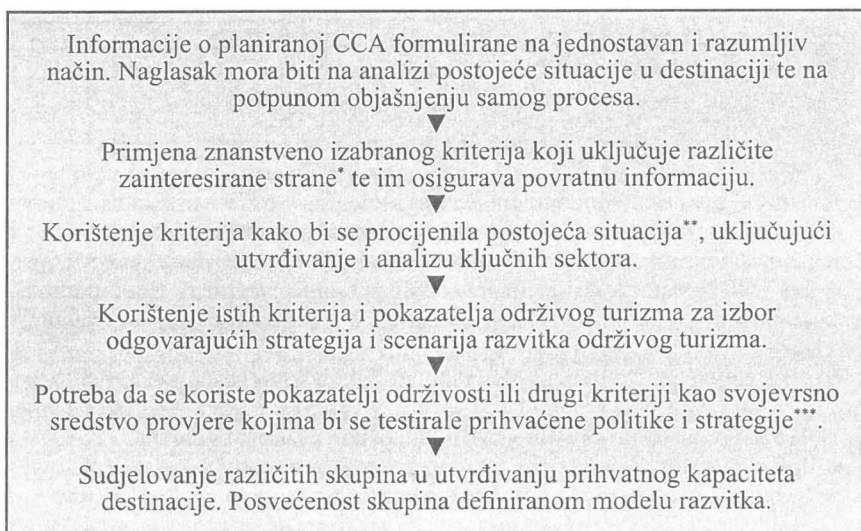 Informacije o planiranoj CCA formulirane na jednostavan i razumljiv
način. Naglasak mora biti na analizi postojeće situacije u destinaciji te na
potpunom objašnjenju samog procesa.
Primjena znanstveno izabranog kriterija koji uključuje različite
zainteresirane strane* te im osigurava povratnu informaciju.
Korištenje kriterija kako bi se procijenila postojeća situacija**, uključujući
utvrđivanje i analizu ključnih sektora.
Korištenje istih kriterija i pokazatelja održivog turizma za izbor
odgovarajućih strategija i scenarija razvitka održivog turizma.
Potreba da se koriste pokazatelji održivosti ili drugi kriteriji kao svojevrsno
sredstvo provjere kojima bi se testirale prihvaćene politike i strategije***.
Sudjelovanje različitih skupina u utvrđivanju prihvatnog kapaciteta
destinacije. Posvećenost skupina definiranom modelu razvitka.